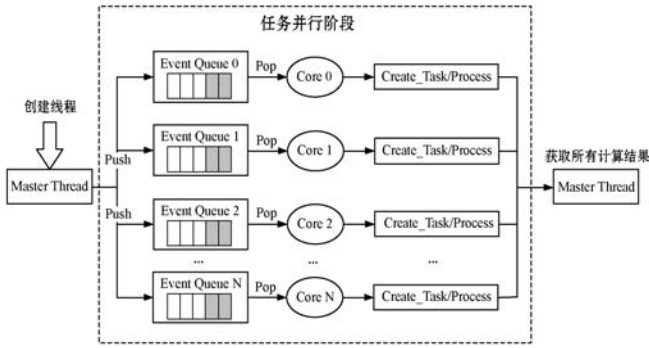 任务并行阶段
创建线程
Master Thread
Push
Push
Event Queue 0
Pop
Core 0
Create_Task/Process
Event Queue 1
Pop
Core 1
Create_Task/Process
Event Queue 2
Pop
Core 2
Create_Task/Process
...
...
...
Event Queue N
Pop
Core N
Create_Task/Process
获取所有计算结果
Master Thread